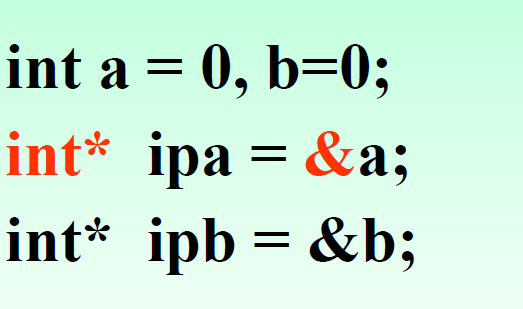 int a = 0, b=0;
int* ipa = &a;
int* ipb = &b;